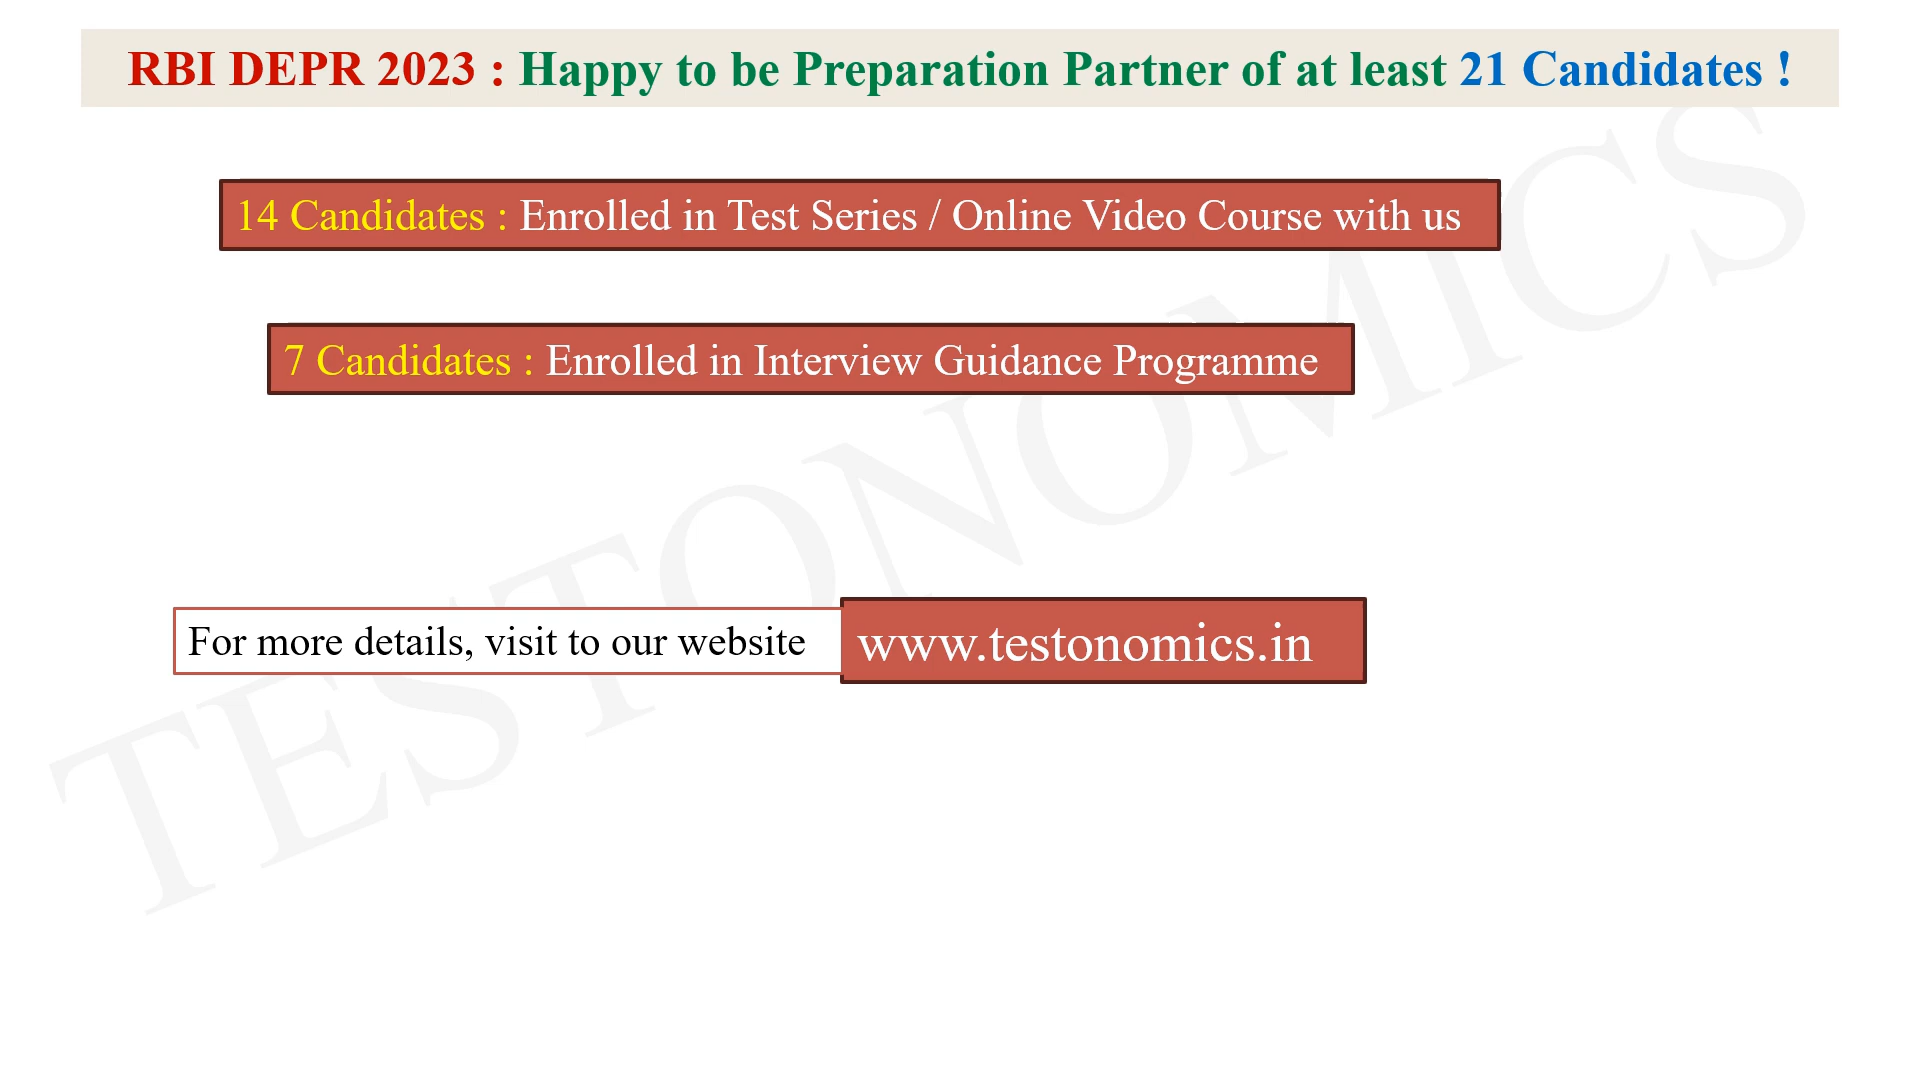 RBI DEPR 2023 : Happy to be Preparation Partner of at least 21 Candidates !
14 Candidates : Enrolled in Test Series / Online Video Course with us
7 Candidates : Enrolled in Interview Guidance Programme
For more details, visit to our website www.testonomics.in
TESTONOMICS